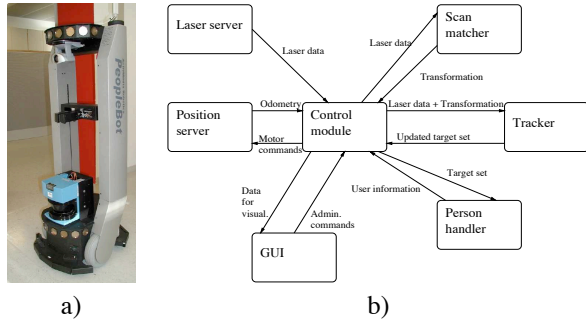 PEOPLEBOT
Laser server
Scan
matcher
Laser data
Laser data
Transformation
Position
server
Odometry
Motor
commands
Control
module
Laser data + Transformation
Updated target set
Tracker
Data
for
visual.
Admin.
commands
User information
Target set
Person
handler
GUI
a)
b)